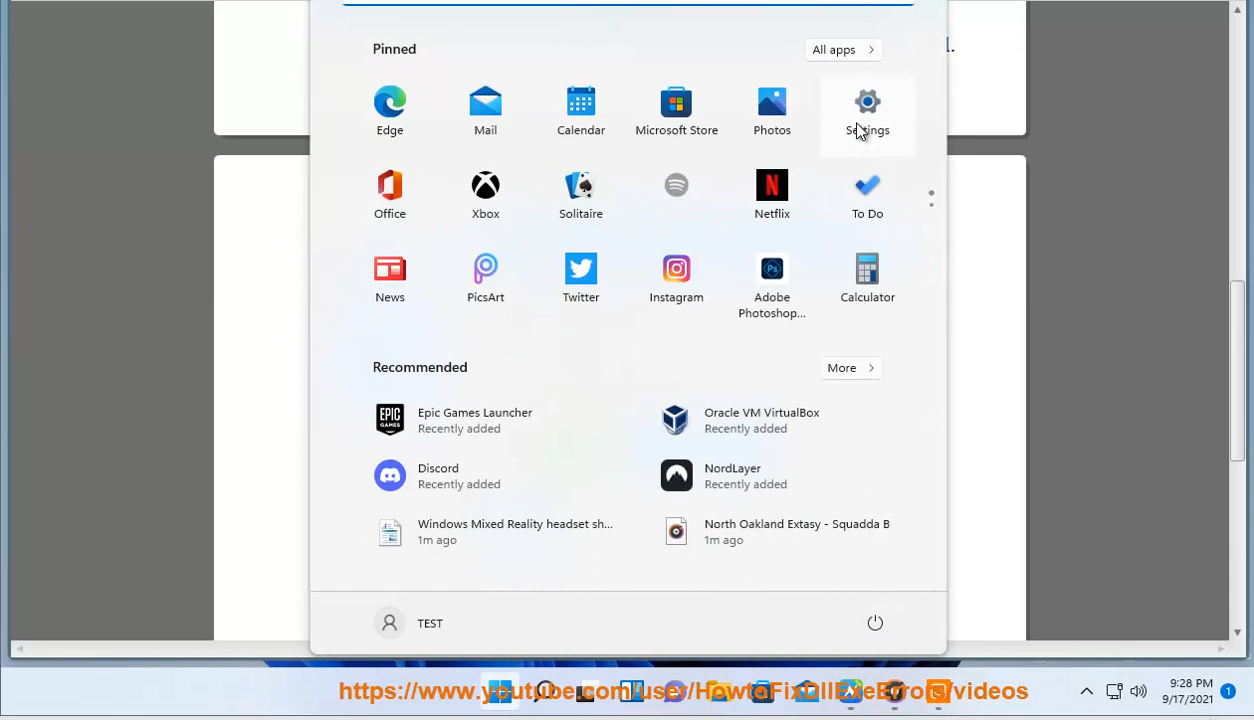 l.
Pinned
All apps
Edge
Mail
Calendar
Microsoft Store
Photos
Settings
Office
Xbox
Solitaire
Netflix
To Do
News
PicsArt
Twitter
Instagram
Adobe
Photoshop...
Calculator
Recommended
More
Epic Games Launcher
Recently added
Oracle VM VirtualBox
Recently added
Discord
Recently added
NordLayer
Recently added
Windows Mixed Reality headset sh...
1m ago
North Oakland Extasy - Squadda B
1m ago
TEST
https://www.youtube.com/user/HowtoFixDllExeErrors/videos
9:28 PM
9/17/2021
1